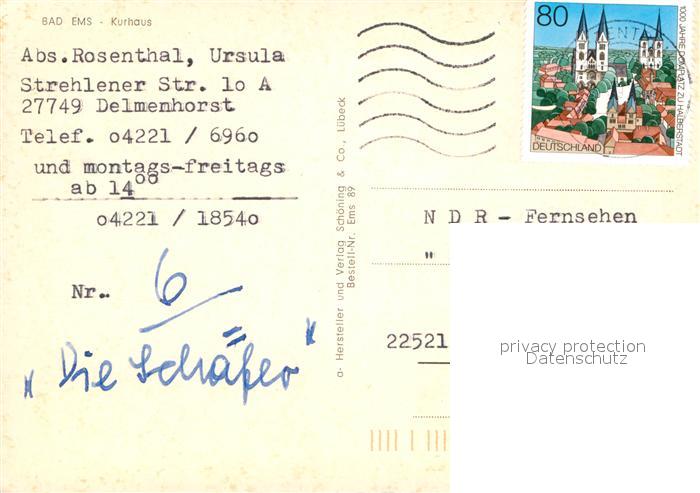 BAD EMS - Kurhaus
Abs.Rosenthal, Ursula
Strehlener Str. lo A
27749 Delmenhorst
Telef. o4221 / 696o
und montags-freitags
ab 14oo
o4221 / 1854o
Nr.. 6
"Die Schäfer"
a- Hersteller und Verlag Schöning & Co., Lübeck
Bestell-Nr. Ems 89
80
1000 JAHRE DOMPLATZ ZU HALBERSTADT
DEUTSCHLAND
N D R - Fernsehen
"
22521
privacy protection
Datenschutz